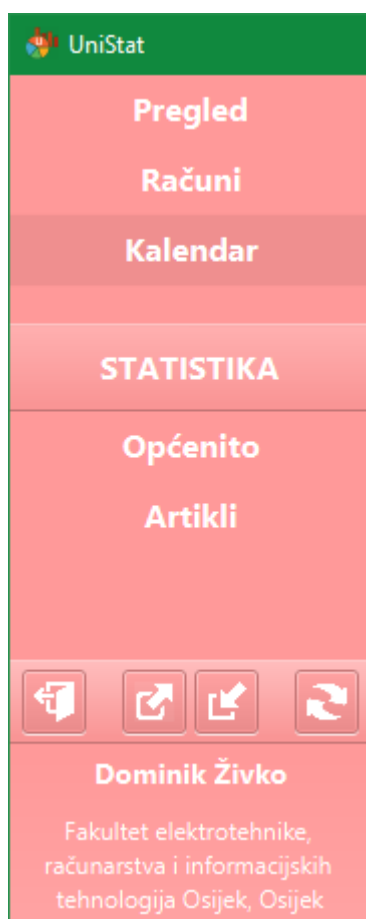 UniStat
Pregled
Računi
Kalendar
STATISTIKA
Općenito
Artikli
Dominik Živko
Fakultet elektrotehnike,
računarstva i informacijskih
tehnologija Osijek, Osijek